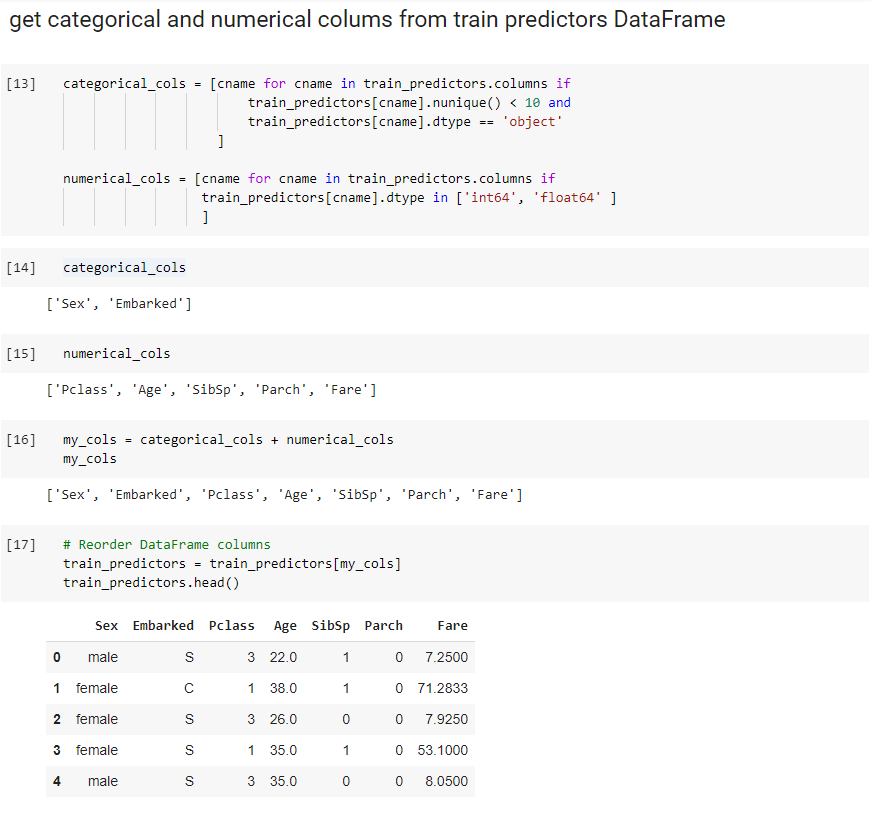 get categorical and numerical colums from train predictors DataFrame
[13] categorical_cols = [cname for cname in train_predictors.columns if
train_predictors[cname].nunique() < 10 and
train_predictors[cname].dtype == 'object'
]
numerical_cols = [cname for cname in train_predictors.columns if
train_predictors[cname].dtype in ['int64', 'float64' ]
]
[14] categorical_cols
['Sex', 'Embarked']
[15] numerical_cols
['Pclass', 'Age', 'SibSp', 'Parch', 'Fare']
[16] my_cols = categorical_cols + numerical_cols
my_cols
['Sex', 'Embarked', 'Pclass', 'Age', 'SibSp', 'Parch', 'Fare']
[17] # Reorder DataFrame columns
train_predictors = train_predictors[my_cols]
train_predictors.head()
Sex Embarked Pclass Age SibSp Parch Fare
0 male S 3 22.0 1 0 7.2500
1 female C 1 38.0 1 0 71.2833
2 female S 3 26.0 0 0 7.9250
3 female S 1 35.0 1 0 53.1000
4 male S 3 35.0 0 0 8.0500